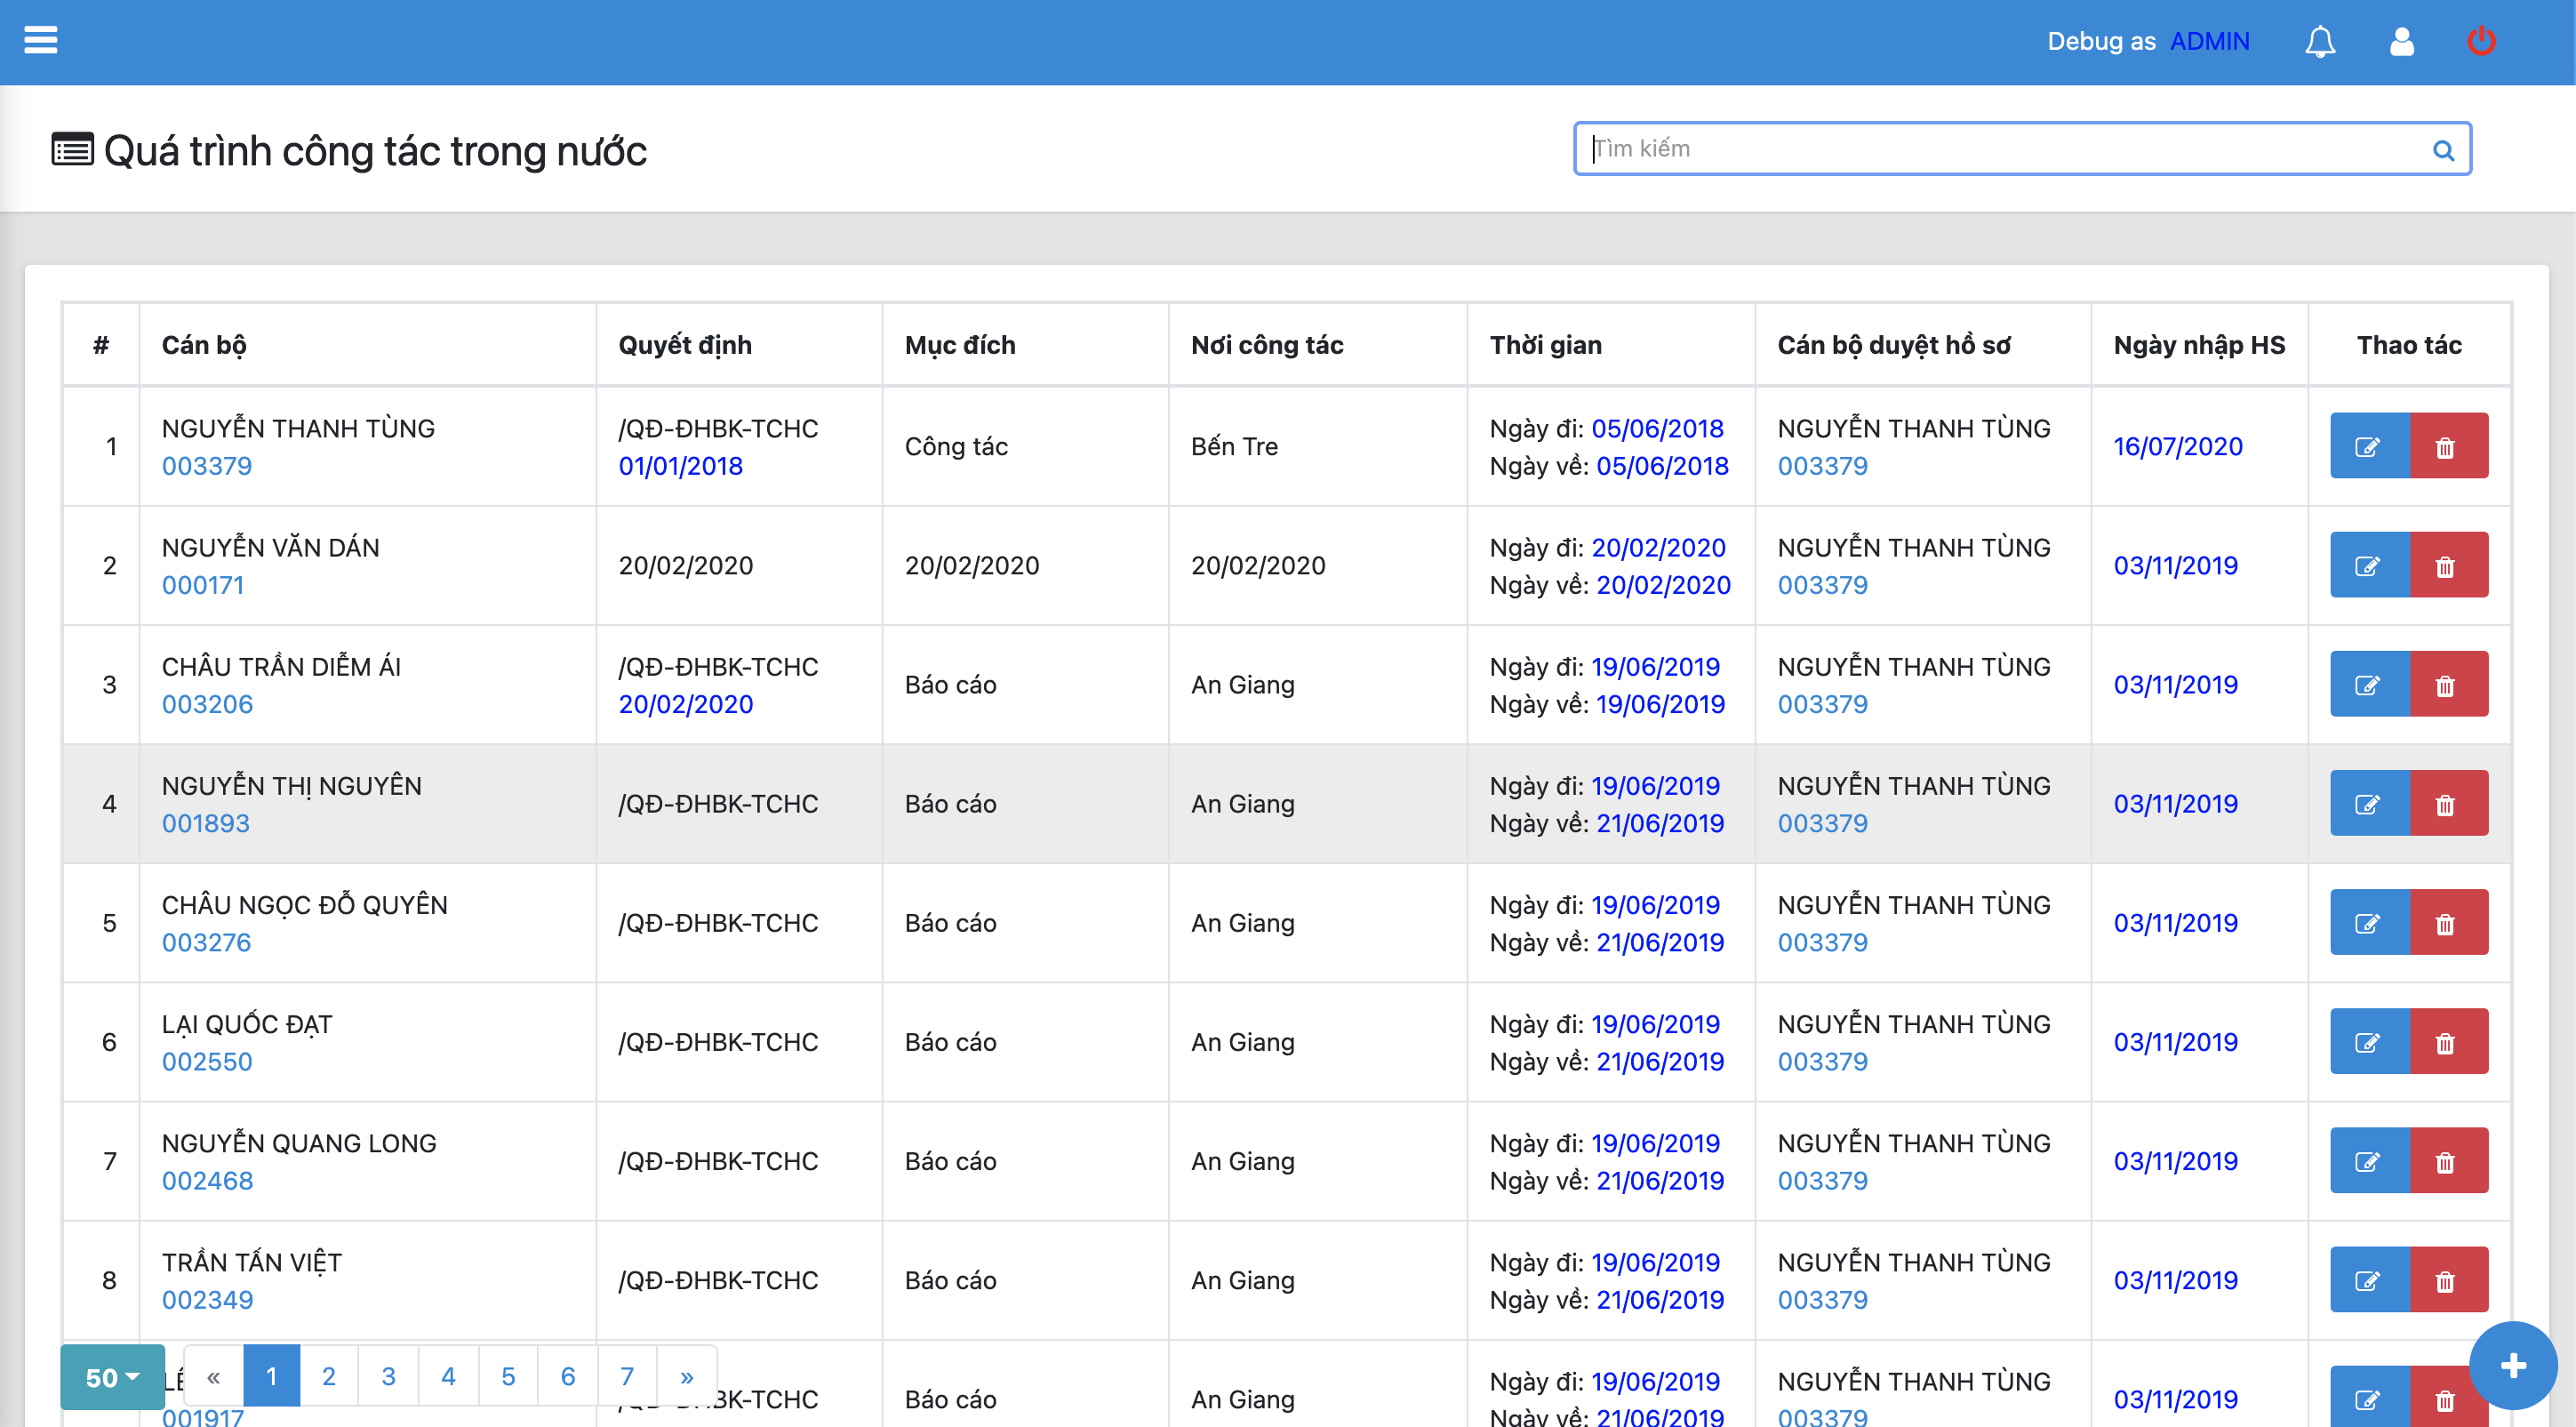 Debug as ADMIN
Quá trình công tác trong nước
Tìm kiếm
# Cán bộ Quyết định Mục đích Nơi công tác Thời gian Cán bộ duyệt hồ sơ Ngày nhập HS Thao tác
1 NGUYỄN THANH TÙNG /QĐ-ĐHBK-TCHC Công tác Bến Tre Ngày đi: 05/06/2018 NGUYỄN THANH TÙNG 16/07/2020
003379 01/01/2018 Ngày về: 05/06/2018 003379
2 NGUYỄN VĂN DÁN 20/02/2020 20/02/2020 20/02/2020 Ngày đi: 20/02/2020 NGUYỄN THANH TÙNG 03/11/2019
000171 Ngày về: 20/02/2020 003379
3 CHÂU TRẦN DIỄM ÁI /QĐ-ĐHBK-TCHC Báo cáo An Giang Ngày đi: 19/06/2019 NGUYỄN THANH TÙNG 03/11/2019
003206 20/02/2020 Ngày về: 19/06/2019 003379
4 NGUYỄN THỊ NGUYÊN /QĐ-ĐHBK-TCHC Báo cáo An Giang Ngày đi: 19/06/2019 NGUYỄN THANH TÙNG 03/11/2019
001893 Ngày về: 21/06/2019 003379
5 CHÂU NGỌC ĐỖ QUYÊN /QĐ-ĐHBK-TCHC Báo cáo An Giang Ngày đi: 19/06/2019 NGUYỄN THANH TÙNG 03/11/2019
003276 Ngày về: 21/06/2019 003379
6 LẠI QUỐC ĐẠT /QĐ-ĐHBK-TCHC Báo cáo An Giang Ngày đi: 19/06/2019 NGUYỄN THANH TÙNG 03/11/2019
002550 Ngày về: 21/06/2019 003379
7 NGUYỄN QUANG LONG /QĐ-ĐHBK-TCHC Báo cáo An Giang Ngày đi: 19/06/2019 NGUYỄN THANH TÙNG 03/11/2019
002468 Ngày về: 21/06/2019 003379
8 TRẦN TẤN VIỆT /QĐ-ĐHBK-TCHC Báo cáo An Giang Ngày đi: 19/06/2019 NGUYỄN THANH TÙNG 03/11/2019
002349 Ngày về: 21/06/2019 003379
Báo cáo An Giang Ngày đi: 19/06/2019 NGUYỄN THANH TÙNG 03/11/2019
001917 Ngày về: 21/06/2019 003379
50 « 1 2 3 4 5 6 7 »